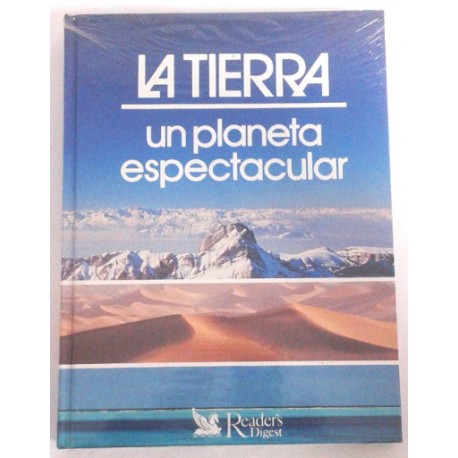 LA TIERRA
un planeta
espectacular
Reader's
Digest